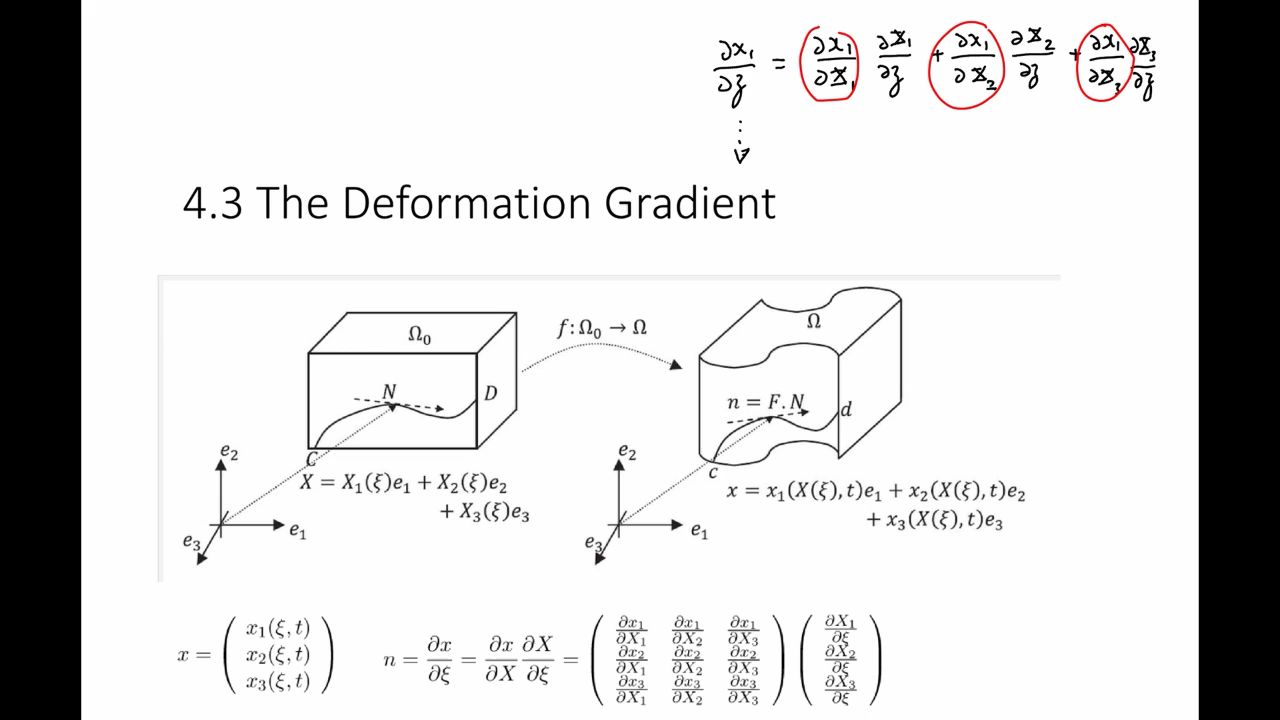 ∂x₁/∂ξ = ∂x₁/∂X₁ ∂X₁/∂ξ + ∂x₁/∂X₂ ∂X₂/∂ξ + ∂x₁/∂X₃ ∂X₃/∂ξ
4.3 The Deformation Gradient
Ω₀
f: Ω₀ → Ω
Ω
N
D
n = F.N
d
C
c
e₂
e₁
e₃
X = X₁(ξ)e₁ + X₂(ξ)e₂
+ X₃(ξ)e₃
e₂
e₁
e₃
x = x₁(X(ξ), t)e₁ + x₂(X(ξ), t)e₂
+ x₃(X(ξ), t)e₃
x = ( x₁(ξ, t) x₂(ξ, t) x₃(ξ, t) )
n = ∂x/∂ξ = ∂x/∂X ∂X/∂ξ = ( ∂x₁/∂X₁ ∂x₁/∂X₂ ∂x₁/∂X₃ ∂x₂/∂X₁ ∂x₂/∂X₂ ∂x₂/∂X₃ ∂x₃/∂X₁ ∂x₃/∂X₂ ∂x₃/∂X₃ ) ( ∂X₁/∂ξ ∂X₂/∂ξ ∂X₃/∂ξ )